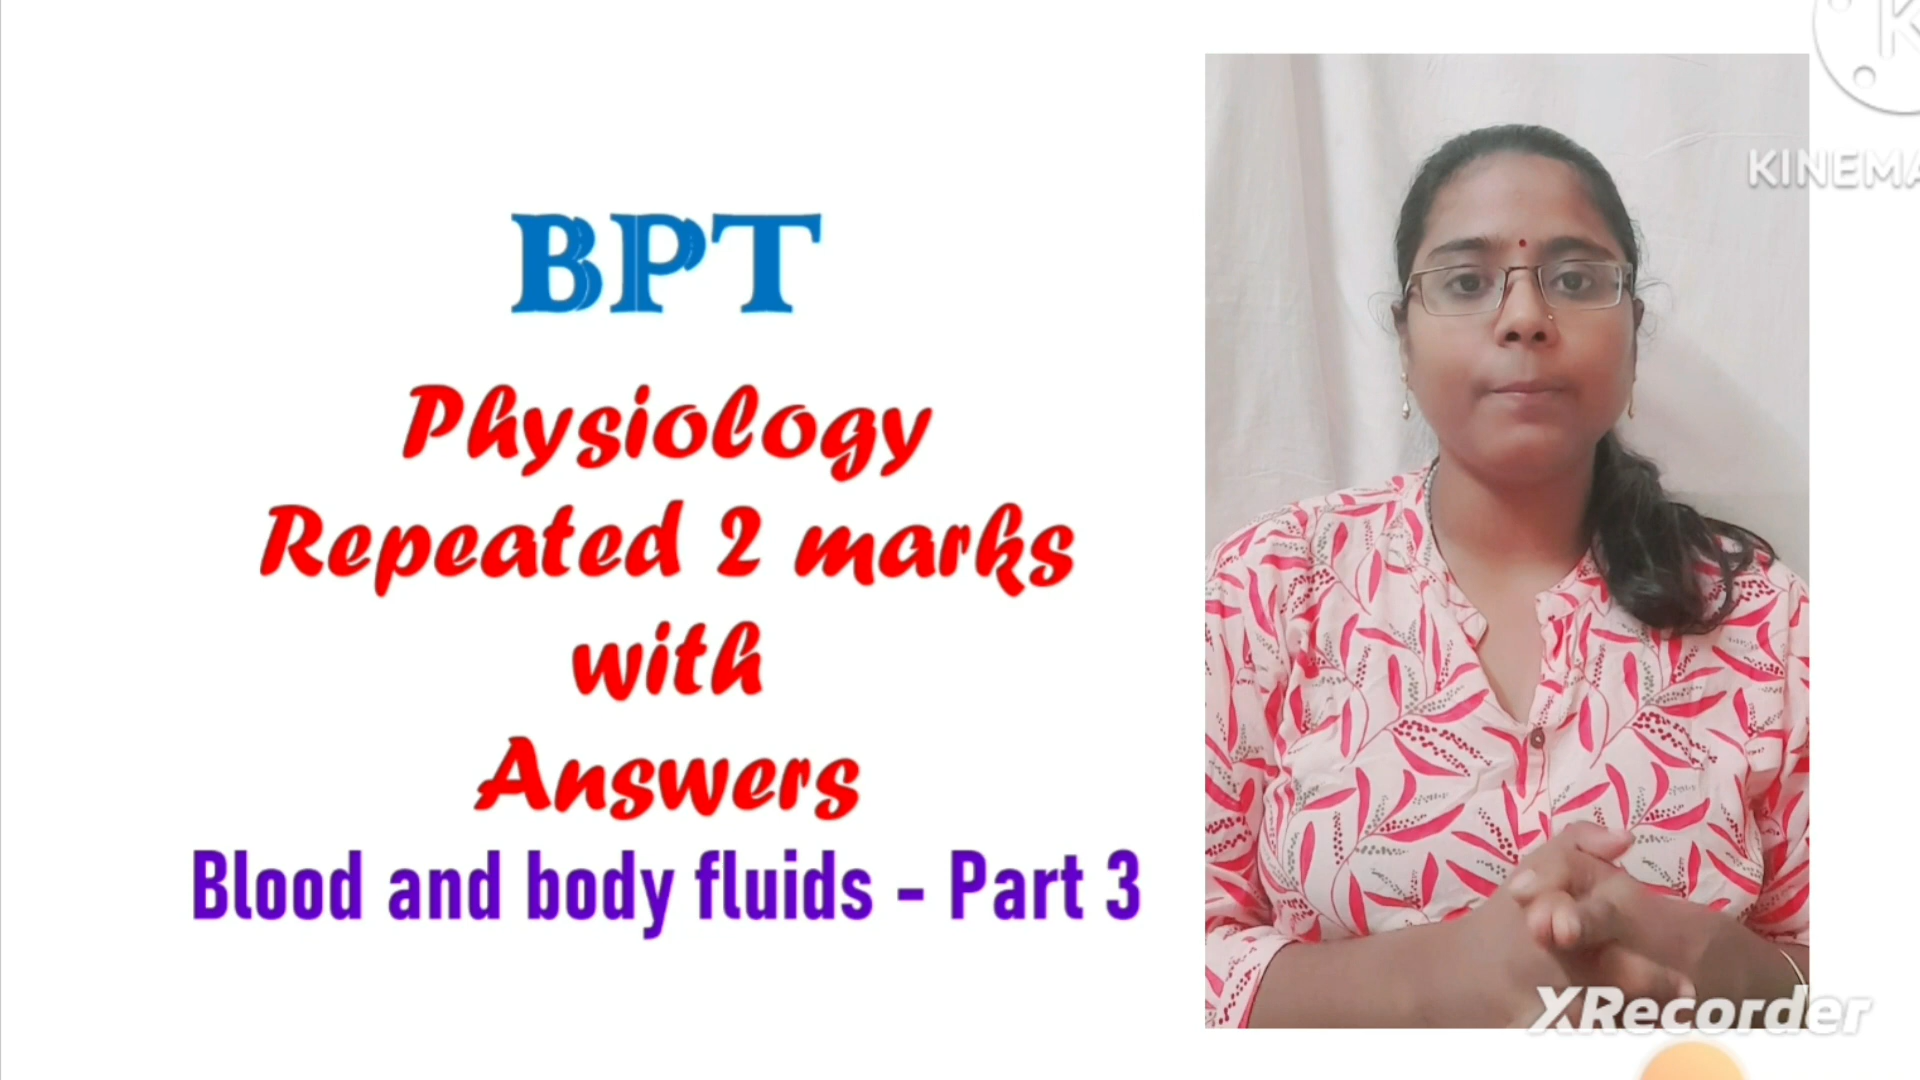 BPT
Physiology
Repeated 2 marks
with
Answers
Blood and body fluids - Part 3
XRecorder